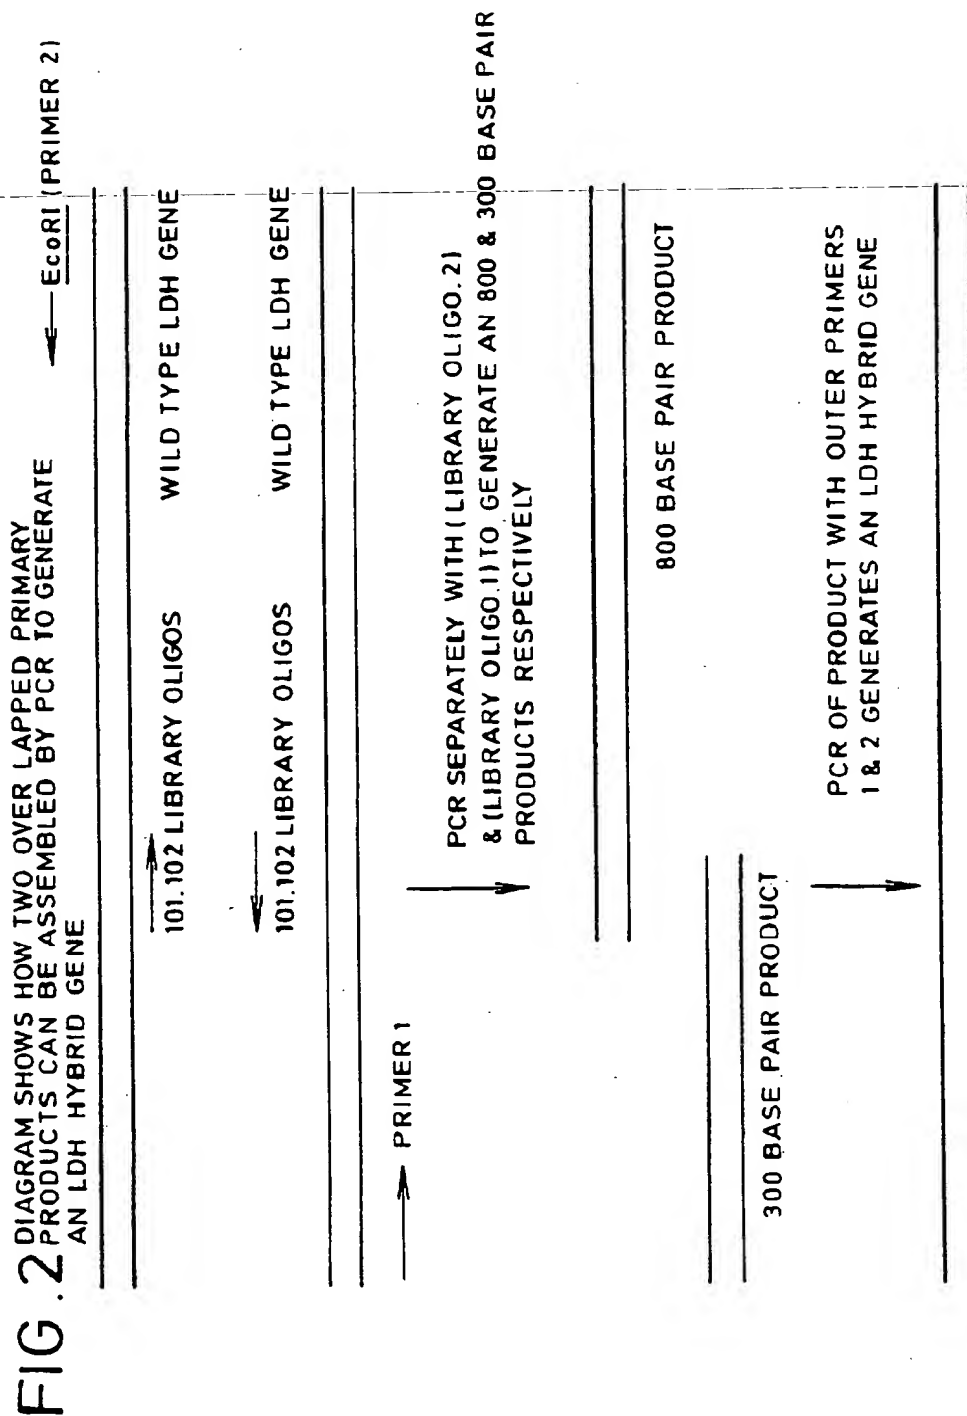 FIG.2 DIAGRAM SHOWS HOW TWO OVER LAPPED PRIMARY
PRODUCTS CAN BE ASSEMBLED BY PCR TO GENERATE
AN LDH HYBRID GENE
EcoRI (PRIMER 2)
101.102 LIBRARY OLIGOS WILD TYPE LDH GENE
101.102 LIBRARY OLIGOS WILD TYPE LDH GENE
PRIMER 1
PCR SEPARATELY WITH (LIBRARY OLIGO. 2)
& (LIBRARY OLIGO.1) TO GENERATE AN 800 & 300 BASE PAIR
PRODUCTS RESPECTIVELY
800 BASE PAIR PRODUCT
300 BASE PAIR PRODUCT
PCR OF PRODUCT WITH OUTER PRIMERS
1 & 2 GENERATES AN LDH HYBRID GENE